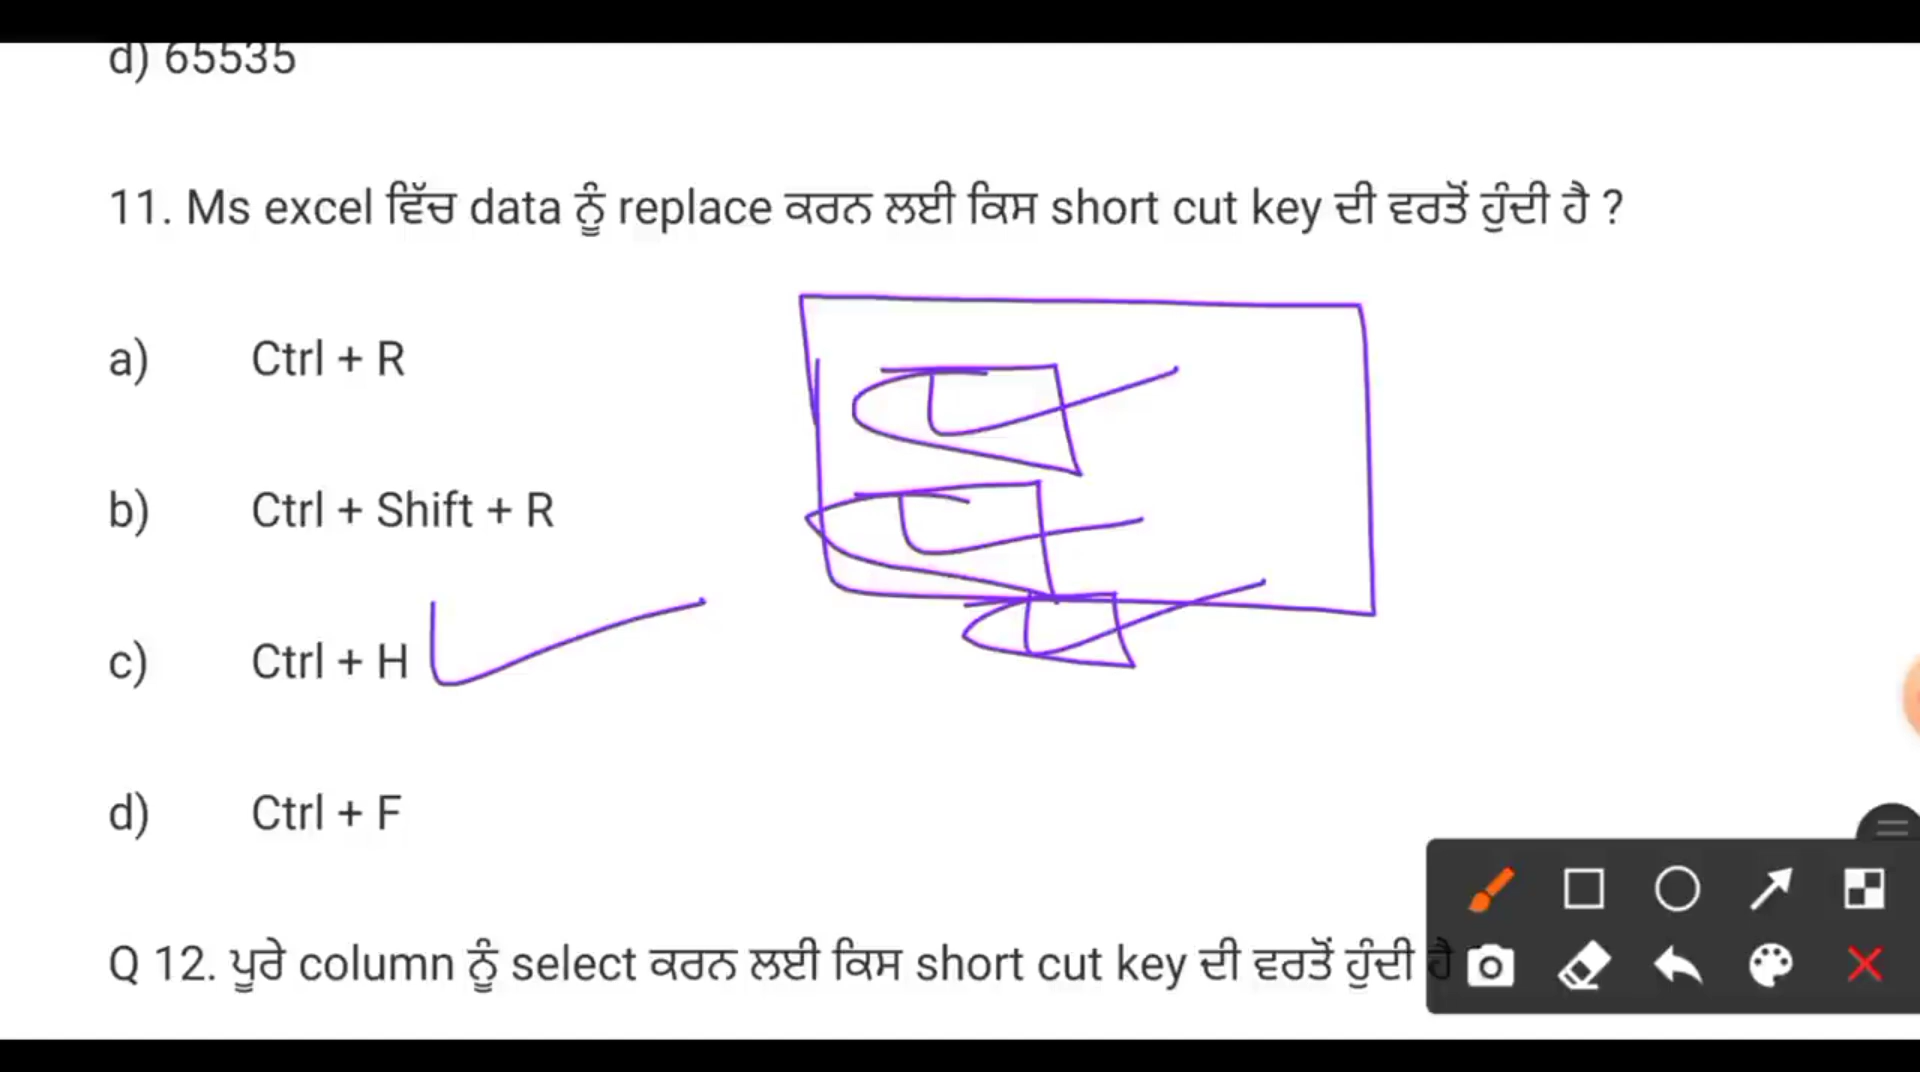 d) 65535
11. Ms excel ਵਿੱਚ data ਨੂੰ replace ਕਰਨ ਲਈ ਕਿਸ short cut key ਦੀ ਵਰਤੋਂ ਹੁੰਦੀ ਹੈ ?
a) Ctrl + R
b) Ctrl + Shift + R
c) Ctrl + H
d) Ctrl + F
Q 12. ਪੂਰੇ column ਨੂੰ select ਕਰਨ ਲਈ ਕਿਸ short cut key ਦੀ ਵਰਤੋਂ ਹੁੰਦੀ ਹੈ